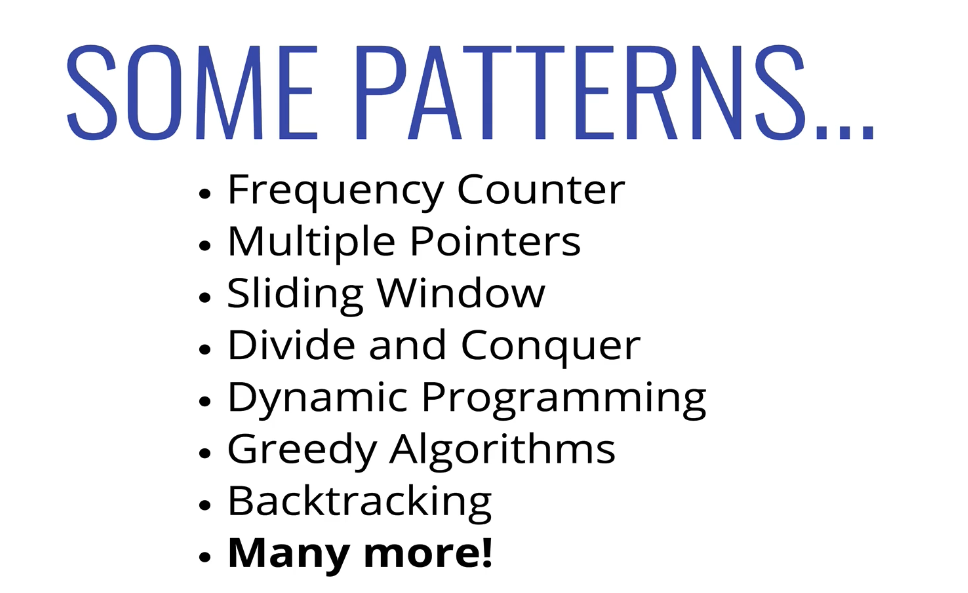 SOME PATTERNS...
• Frequency Counter
• Multiple Pointers
• Sliding Window
• Divide and Conquer
• Dynamic Programming
• Greedy Algorithms
• Backtracking
• Many more!